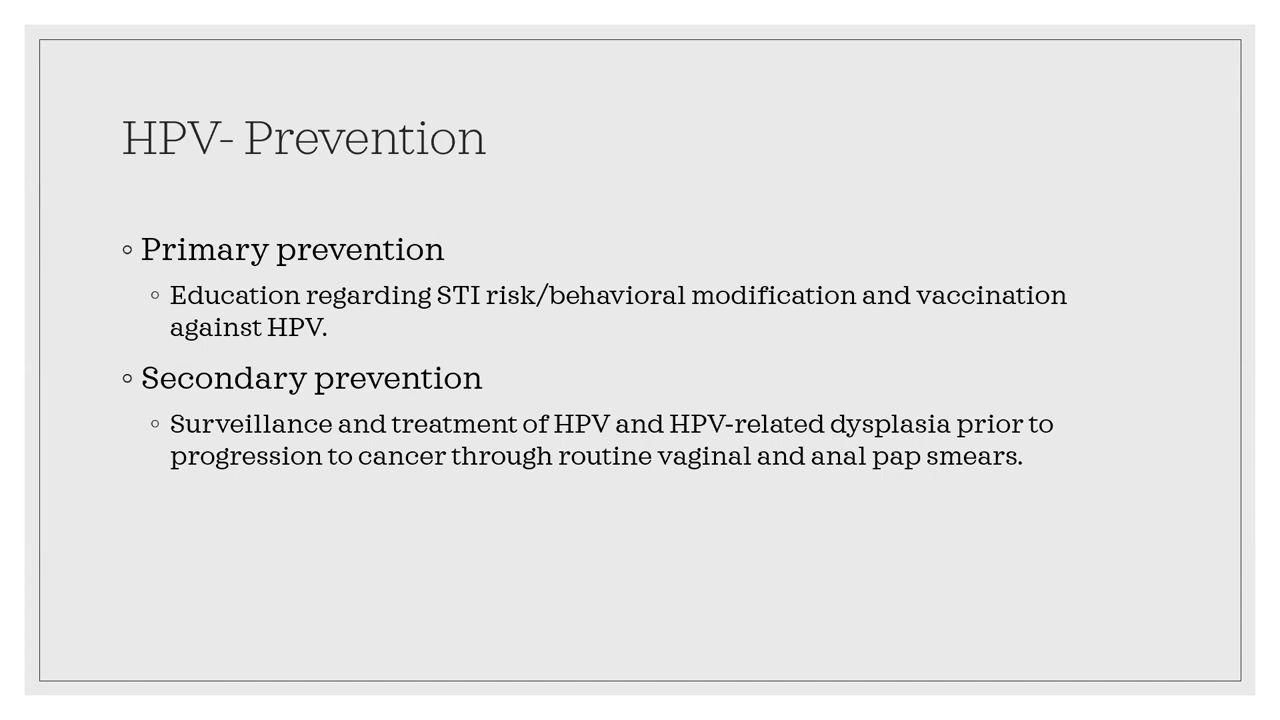 HPV- Prevention
◦ Primary prevention
◦ Education regarding STI risk/behavioral modification and vaccination
against HPV.
◦ Secondary prevention
◦ Surveillance and treatment of HPV and HPV-related dysplasia prior to
progression to cancer through routine vaginal and anal pap smears.